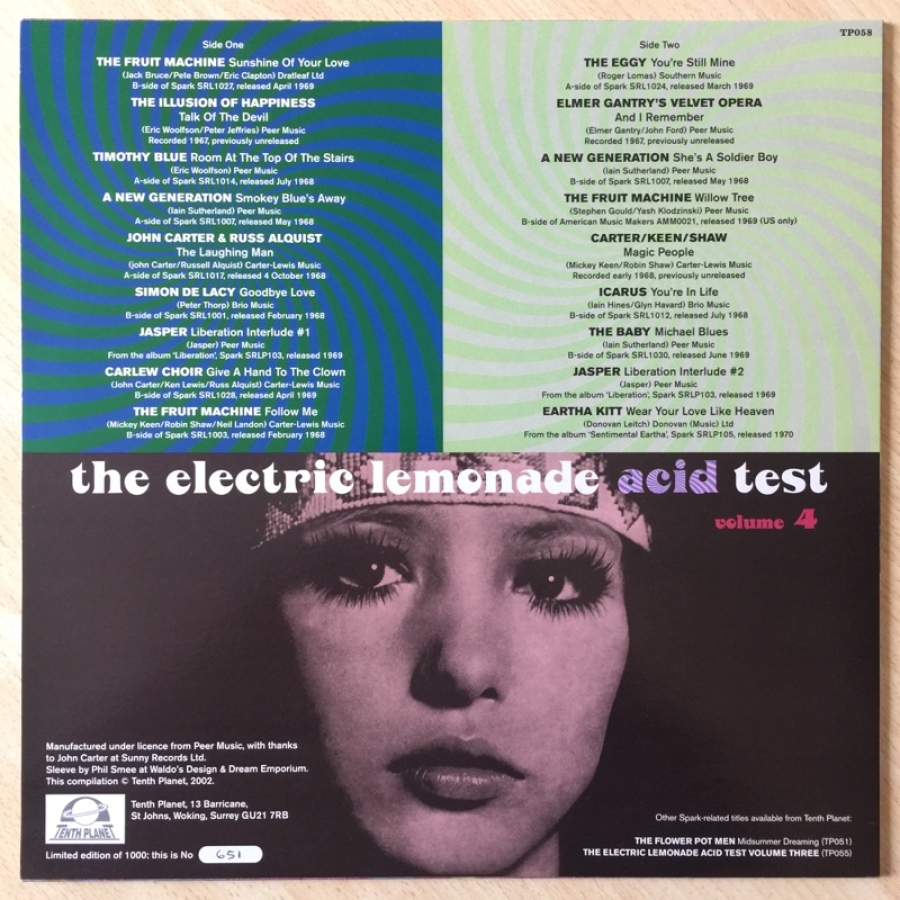 TP058
Side One
THE FRUIT MACHINE Sunshine Of Your Love
(Jack Bruce/Pete Brown/Eric Clapton) Dratleaf Ltd
B-side of Spark SRL1027, released April 1969
THE ILLUSION OF HAPPINESS
Talk Of The Devil
(Eric Woolfson/Peter Jeffries) Peer Music
Recorded 1967, previously unreleased
TIMOTHY BLUE Room At The Top Of The Stairs
(Eric Woolfson) Peer Music
A-side of Spark SRL1014, released July 1968
A NEW GENERATION Smokey Blue's Away
(Iain Sutherland) Peer Music
A-side of Spark SRL1007, released May 1968
JOHN CARTER & RUSS ALQUIST
The Laughing Man
(john Carter/Russell Alquist) Carter-Lewis Music
A-side of Spark SRL1017, released 4 October 1968
SIMON DE LACY Goodbye Love
(Peter Thorp) Brio Music
B-side of Spark SRL1001, released February 1968
JASPER Liberation Interlude #1
(Jasper) Peer Music
From the album 'Liberation', Spark SRLP103, released 1969
CARLEW CHOIR Give A Hand To The Clown
(John Carter/Ken Lewis/Russ Alquist) Carter-Lewis Music
B-side of Spark SRL1028, released April 1969
THE FRUIT MACHINE Follow Me
(Mickey Keen/Robin Shaw/Neil Landon) Carter-Lewis Music
B-side of Spark SRL1003, released February 1968
Side Two
THE EGGY You're Still Mine
(Roger Lomas) Southern Music
A-side of Spark SRL1024, released March 1969
ELMER GANTRY'S VELVET OPERA
And I Remember
(Elmer Gantry/John Ford) Peer Music
Recorded 1967, previously unreleased
A NEW GENERATION She's A Soldier Boy
(Iain Sutherland) Peer Music
B-side of Spark SRL1007, released May 1968
THE FRUIT MACHINE Willow Tree
(Stephen Gould/Yash Klodzinski) Peer Music
B-side of American Music Makers AMM0021, released 1969 (US only)
CARTER/KEEN/SHAW
Magic People
(Mickey Keen/Robin Shaw) Carter-Lewis Music
Recorded early 1968, previously unreleased
ICARUS You're In Life
(Iain Hines/Glyn Havard) Brio Music
B-side of Spark SRL1012, released July 1968
THE BABY Michael Blues
(Iain Sutherland) Peer Music
B-side of Spark SRL1030, released June 1969
JASPER Liberation Interlude #2
(Jasper) Peer Music
From the album 'Liberation', Spark SRLP103, released 1969
EARTHA KITT Wear Your Love Like Heaven
(Donovan Leitch) Donovan (Music) Ltd
From the album 'Sentimental Eartha', Spark SRLP105, released 1970
the electric lemonade acid test
volume 4
Manufactured under licence from Peer Music, with thanks
to John Carter at Sunny Records Ltd.
Sleeve by Phil Smee at Waldo's Design & Dream Emporium.
This compilation © Tenth Planet, 2002.
TENTH PLANET
Tenth Planet, 13 Barricane,
St Johns, Woking, Surrey GU21 7RB
Limited edition of 1000: this is No 651
Other Spark-related titles available from Tenth Planet:
THE FLOWER POT MEN Midsummer Dreaming (TP051)
THE ELECTRIC LEMONADE ACID TEST VOLUME THREE (TP055)